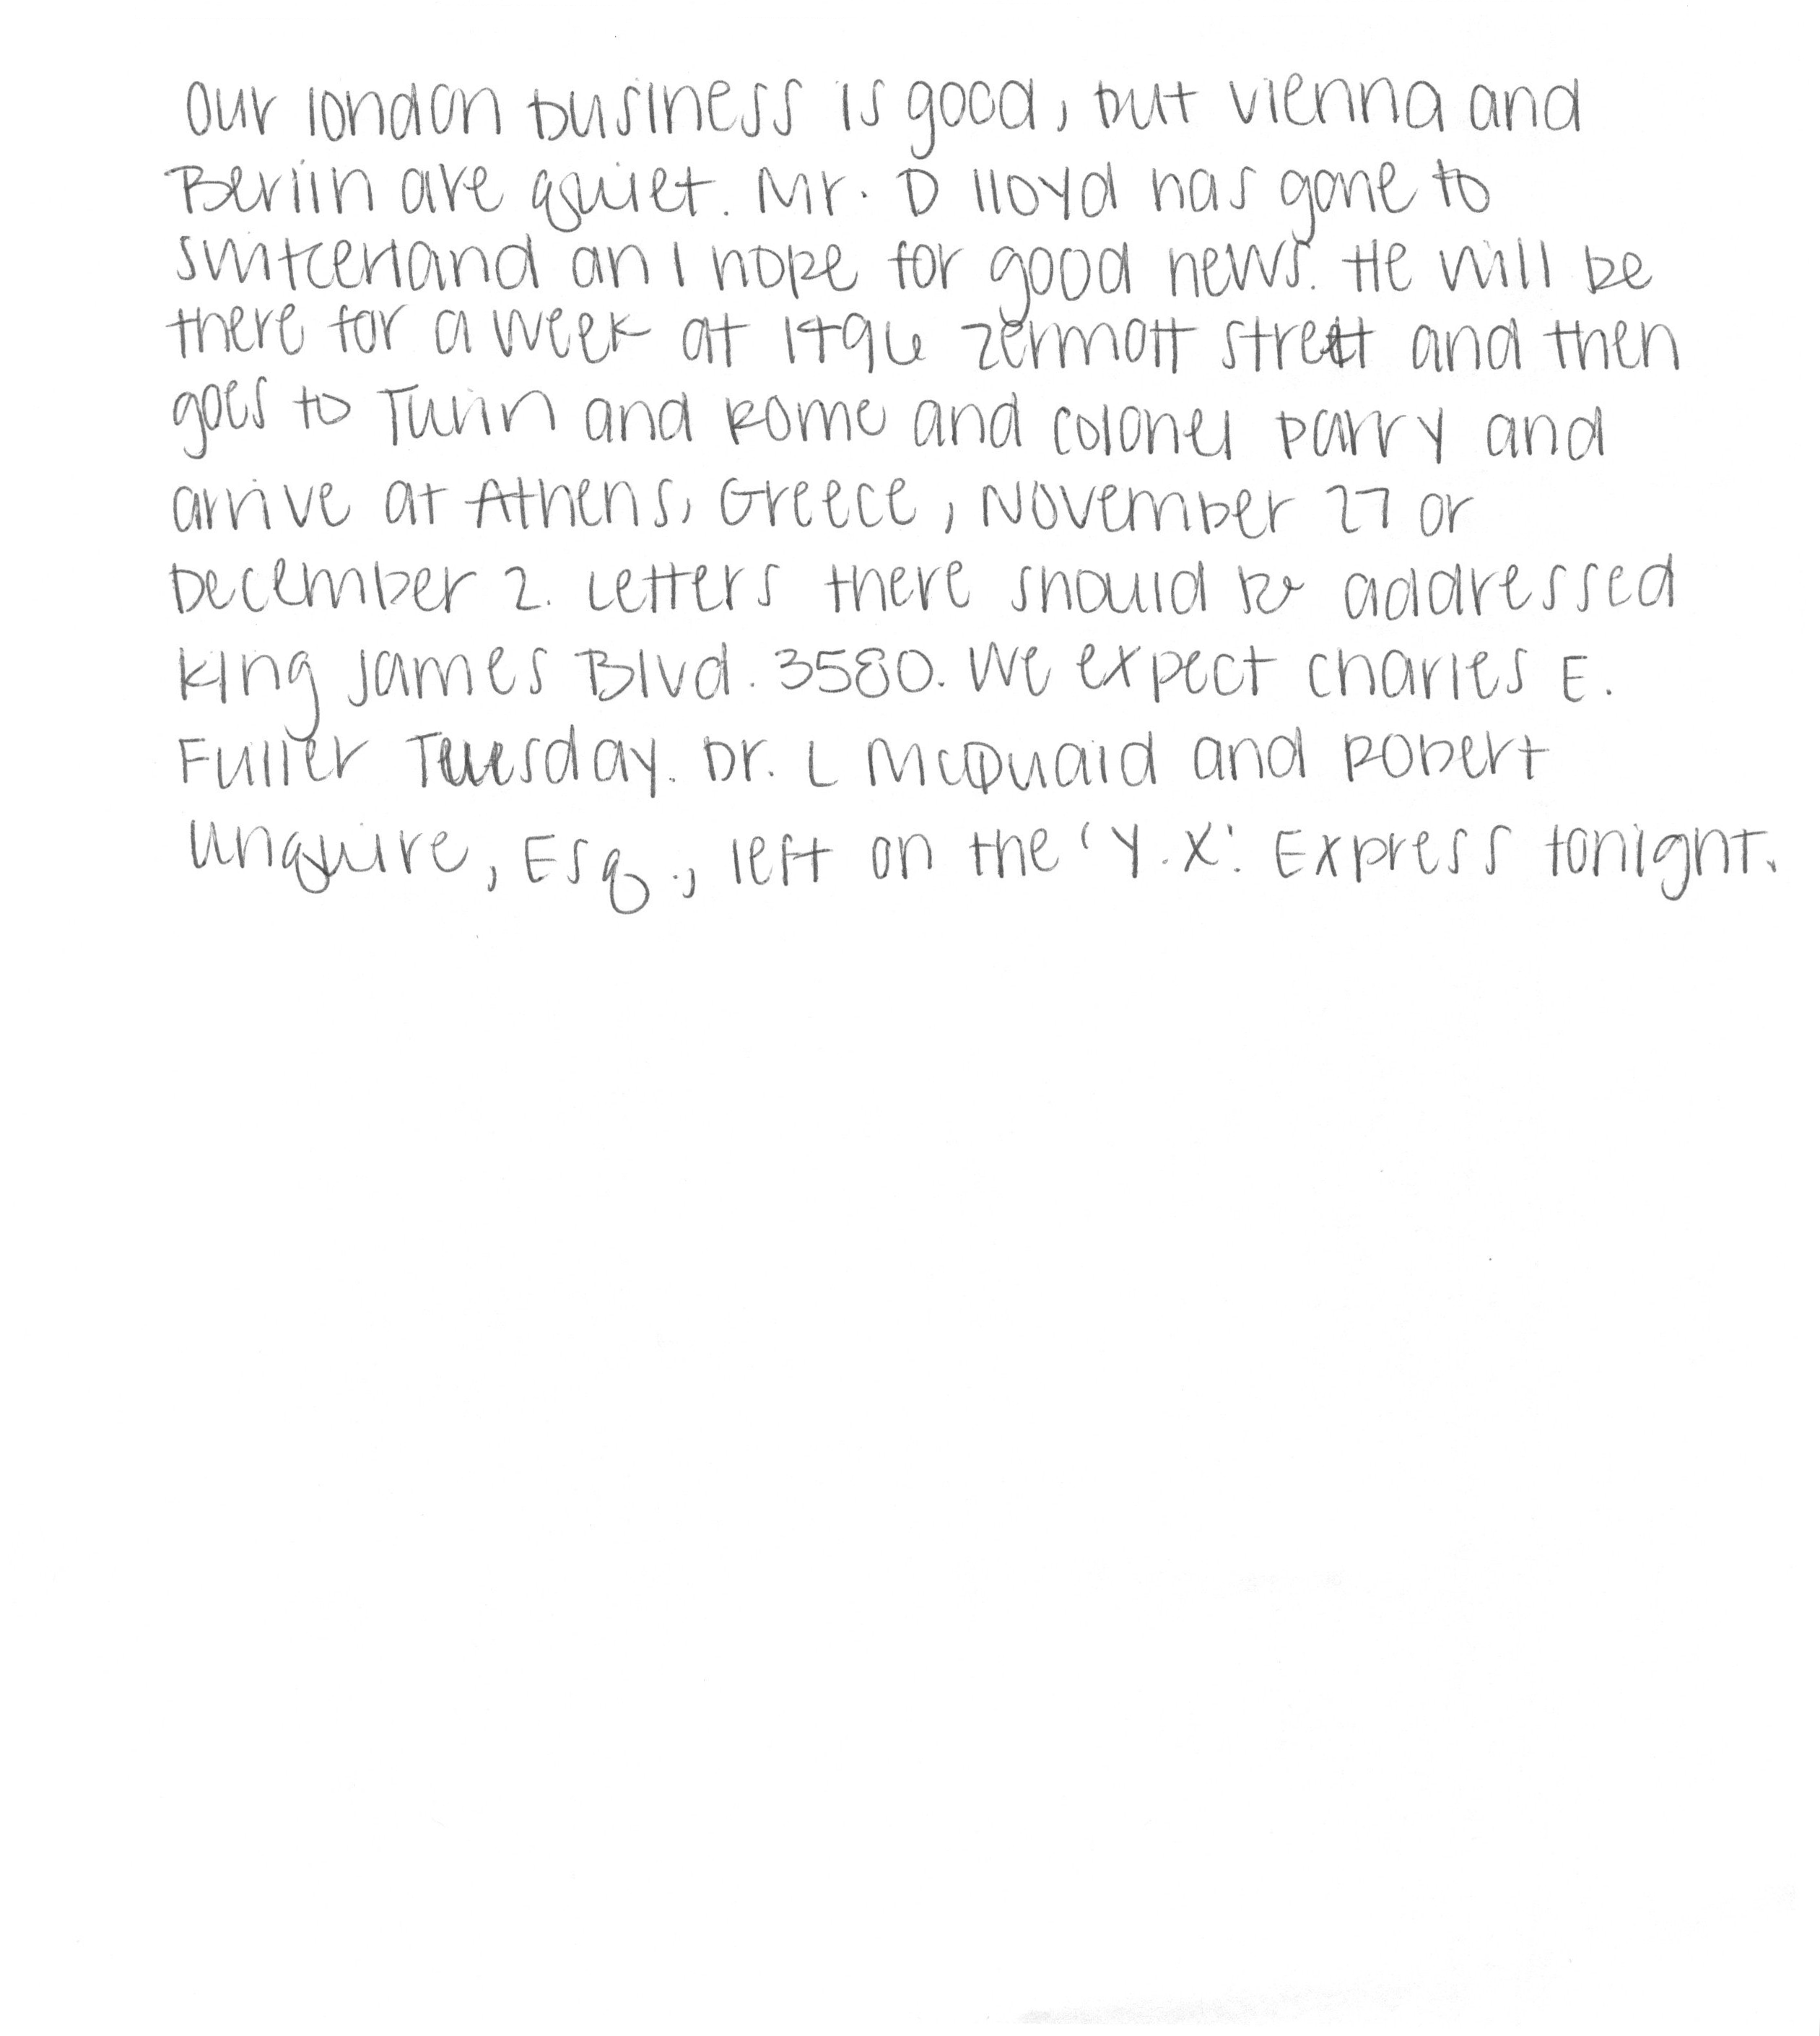 Our london business is good, but vienna and
Berlin are quiet. Mr. D lloyd has gone to
switzerland an I hope for good news. He will be
there for a week at 1496 zermott street and then
goes to Turin and Rome and colonel parry and
arrive at Athens, Greece, November 27 or
December 2. Letters there should be addressed
King James Blvd. 3580. We expect Charles E.
Fuller Tuesday. Dr. L McQuaid and Robert
Unquire, Esq., left on the 'Y.X'. Express tonight.